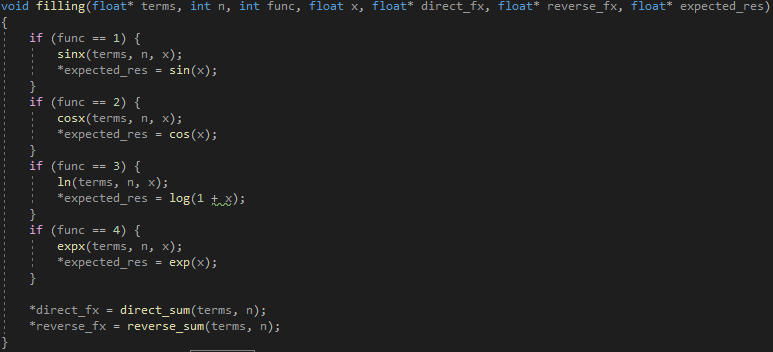 void filling(float* terms, int n, int func, float x, float* direct_fx, float* reverse_fx, float* expected_res)
{
    if (func == 1) {
        sinx(terms, n, x);
        *expected_res = sin(x);
    }
    if (func == 2) {
        cosx(terms, n, x);
        *expected_res = cos(x);
    }
    if (func == 3) {
        ln(terms, n, x);
        *expected_res = log(1 + x);
    }
    if (func == 4) {
        expx(terms, n, x);
        *expected_res = exp(x);
    }

    *direct_fx = direct_sum(terms, n);
    *reverse_fx = reverse_sum(terms, n);
}